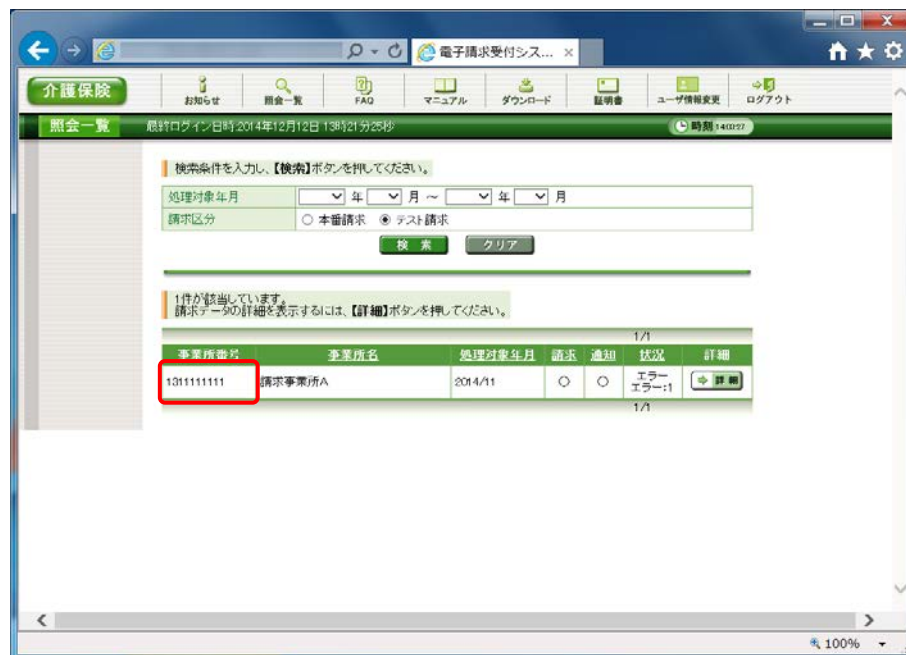 電子請求受付シス... ×
介護保険
お知らせ 照会一覧 FAQ マニュアル ダウンロード 証明書 ユーザ情報変更 ログアウト
照会一覧 最終ログイン日時:2014年12月12日 13時21分25秒 時刻 14:03:27
検索条件を入力し、【検索】ボタンを押してください。
処理対象年月 年 月 ~ 年 月
請求区分 本番請求 テスト請求
検 索 クリア
1件が該当しています。
請求データの詳細を表示するには、【詳細】ボタンを押してください。
1/1
事業所番号 事業所名 処理対象年月 請求 通知 状況 詳細
1311111111 請求事業所A 2014/11 ○ ○ エラー
エラー:1 詳細
1/1
100%